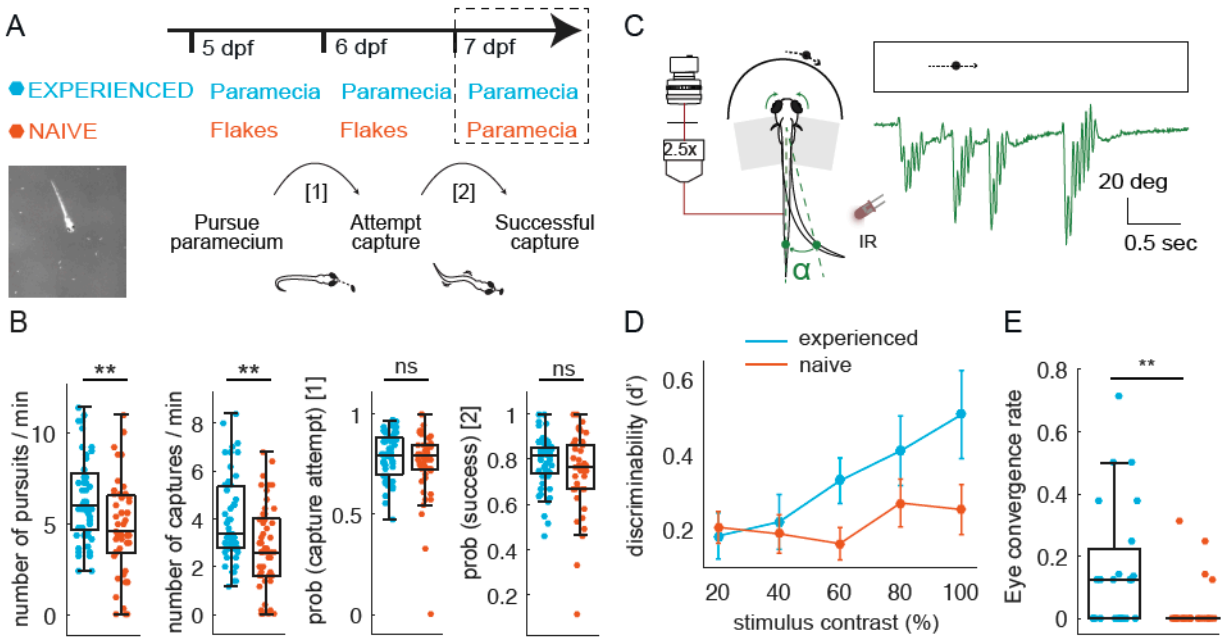 A
5 dpf
6 dpf
7 dpf
EXPERIENCED
Paramecia
Paramecia
Paramecia
NAIVE
Flakes
Flakes
Paramecia
[1]
[2]
Pursue
paramecium
Attempt
capture
Successful
capture
C
2.5x
IR
α
20 deg
0.5 sec
B
**
number of pursuits / min
10
5
0
**
number of captures / min
8
6
4
2
0
ns
prob (capture attempt) [1]
1
0.5
0
ns
prob (success) [2]
1
0.8
0.6
0.4
0.2
0
D
experienced
naive
discriminability (d')
0.6
0.4
0.2
20
40
60
80
100
stimulus contrast (%)
E
**
Eye convergence rate
0.8
0.6
0.4
0.2
0